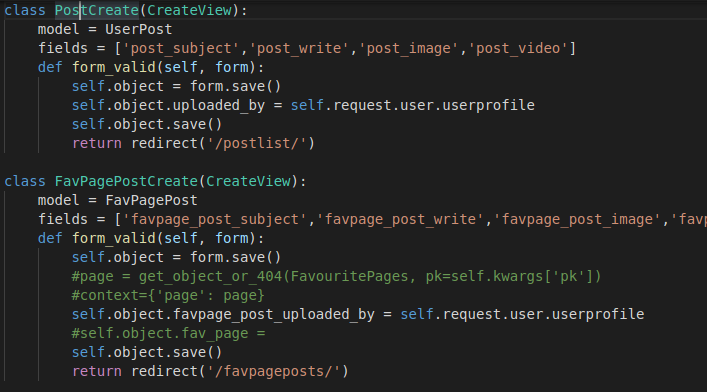 class PostCreate(CreateView):
    model = UserPost
    fields = ['post_subject','post_write','post_image','post_video']
    def form_valid(self, form):
        self.object = form.save()
        self.object.uploaded_by = self.request.user.userprofile
        self.object.save()
        return redirect('/postlist/')

class FavPagePostCreate(CreateView):
    model = FavPagePost
    fields = ['favpage_post_subject','favpage_post_write','favpage_post_image','favp
    def form_valid(self, form):
        self.object = form.save()
        #page = get_object_or_404(FavouritePages, pk=self.kwargs['pk'])
        #context={'page': page}
        self.object.favpage_post_uploaded_by = self.request.user.userprofile
        #self.object.fav_page =
        self.object.save()
        return redirect('/favpageposts/')